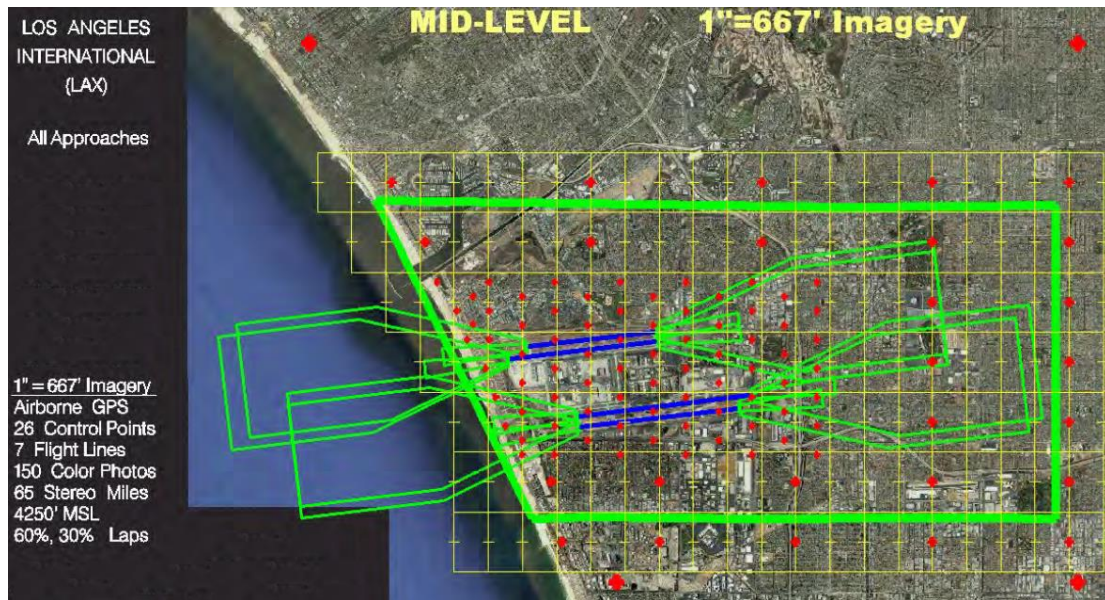 LOS ANGELES
INTERNATIONAL
(LAX)
All Approaches
MID-LEVEL 1"=667' Imagery
1" = 667' Imagery
Airborne GPS
26 Control Points
7 Flight Lines
150 Color Photos
65 Stereo Miles
4250' MSL
60%, 30% Laps